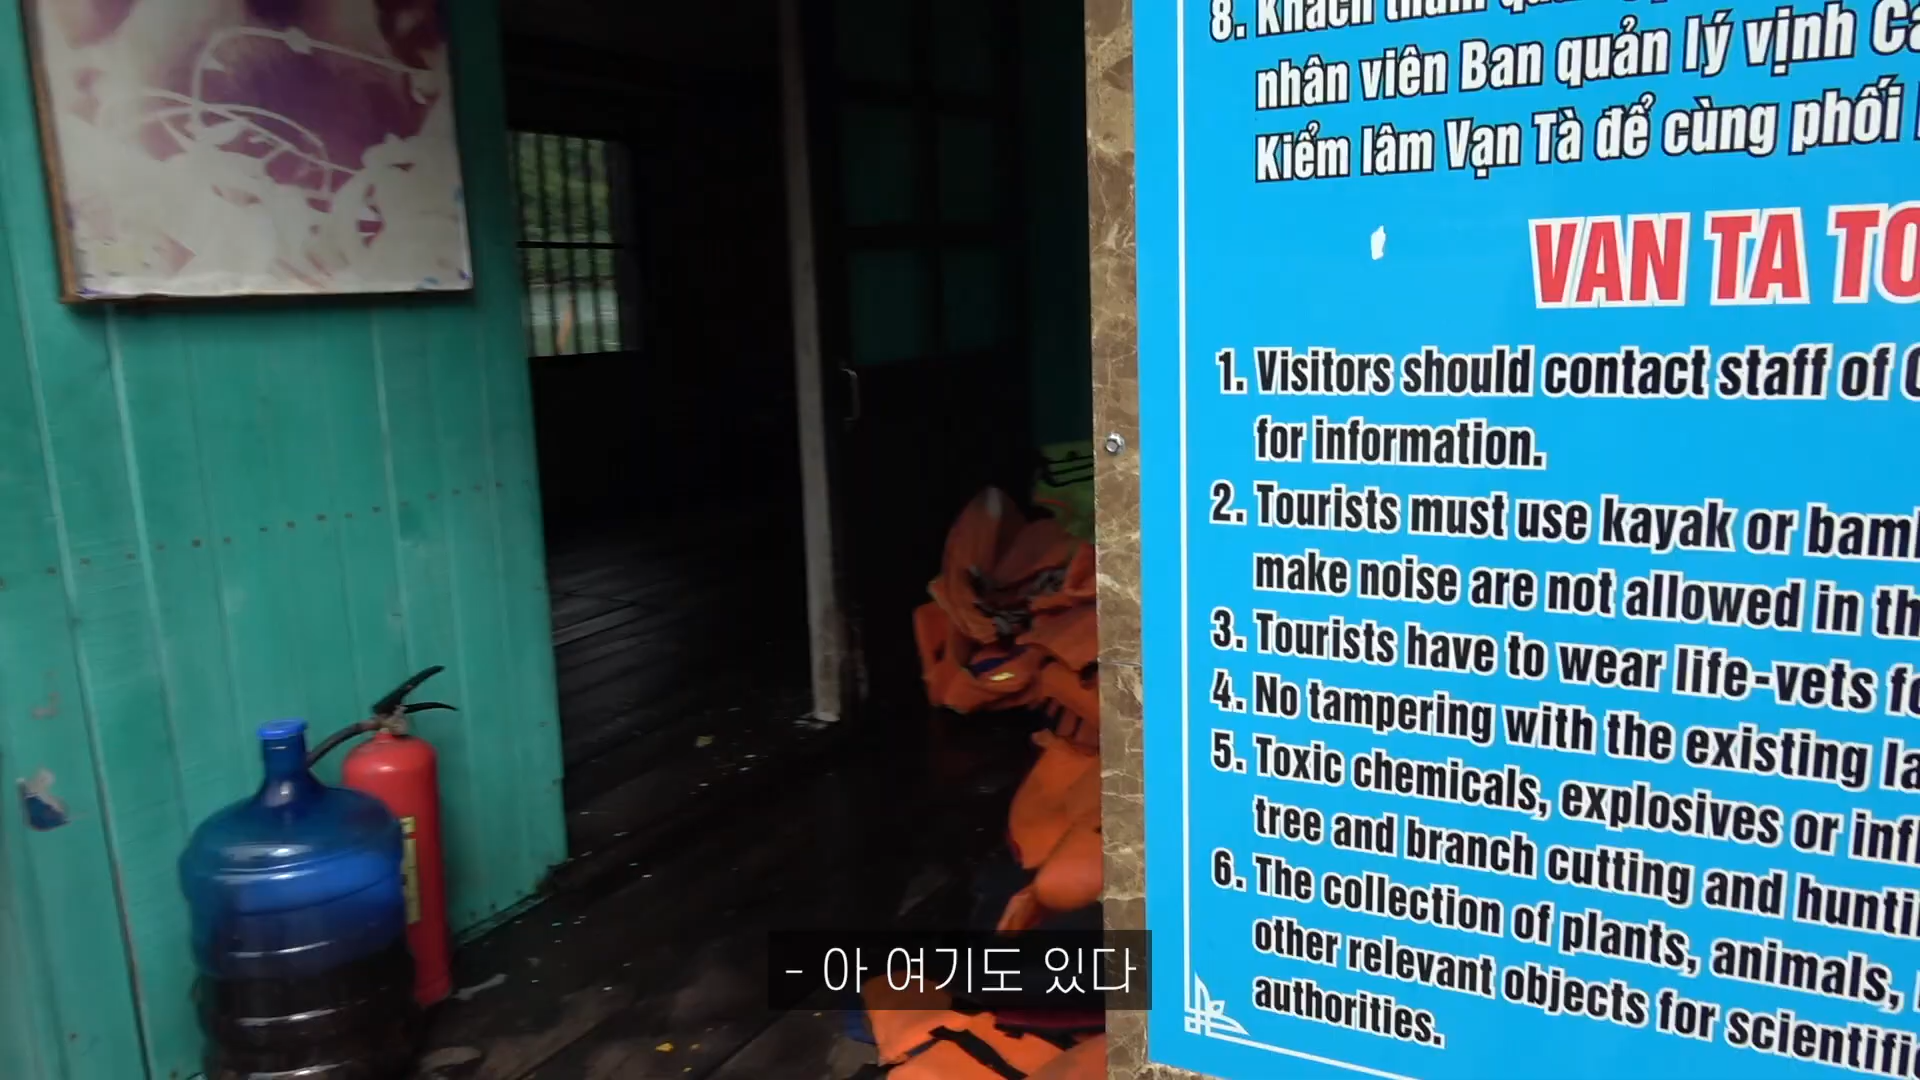 8. Khách tham
nhân viên Ban quản lý vịnh
Kiểm lâm Vạn Tà để cùng phối
VAN TA
1. Visitors should contact staff of
for information.
2. Tourists must use kayak or
make noise are not allowed in
3. Tourists have to wear life-vets
4. No tampering with the existing
5. Toxic chemicals, explosives or
tree and branch cutting and
6. The collection of plants, animals,
other relevant objects for
authorities.
- 아 여기도 있다